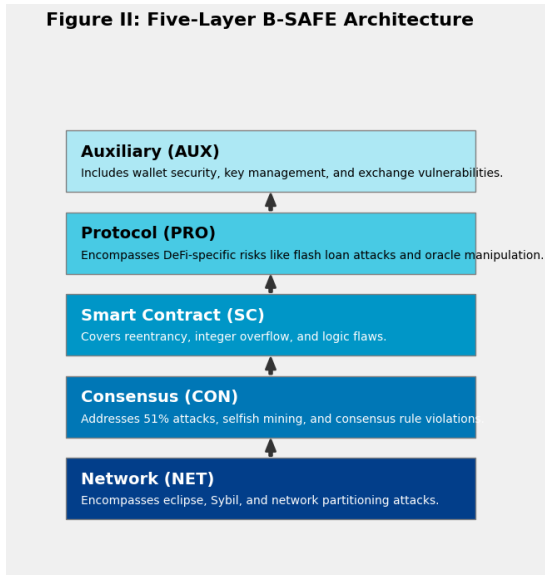 Figure II: Five-Layer B-SAFE Architecture
Auxiliary (AUX)
Includes wallet security, key management, and exchange vulnerabilities.
Protocol (PRO)
Encompasses DeFi-specific risks like flash loan attacks and oracle manipulation.
Smart Contract (SC)
Covers reentrancy, integer overflow, and logic flaws.
Consensus (CON)
Addresses 51% attacks, selfish mining, and consensus rule violations
Network (NET)
Encompasses eclipse, Sybil, and network partitioning attacks.